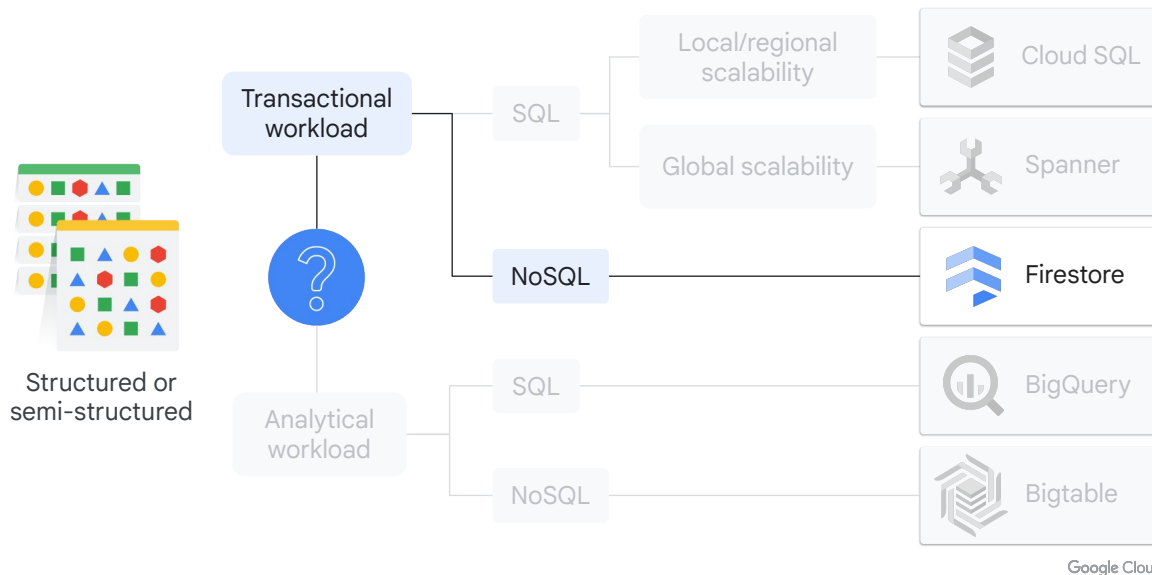 Local/regional
scalability
Cloud SQL
Transactional
workload
SQL
Global scalability
Spanner
?
NoSQL
Firestore
Structured or
semi-structured
SQL
BigQuery
Analytical
workload
NoSQL
Bigtable
Google Clou